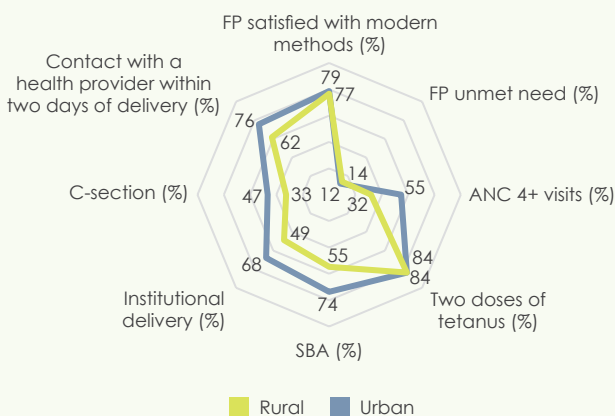 FP satisfied with modern
methods (%)
Contact with a
health provider within
two days of delivery (%)
FP unmet need (%)
79
77
76
62
14
12
32
55
ANC 4+ visits (%)
C-section (%)
47
33
49
68
55
74
84
84
Institutional
delivery (%)
Two doses of
tetanus (%)
SBA (%)
Rural
Urban